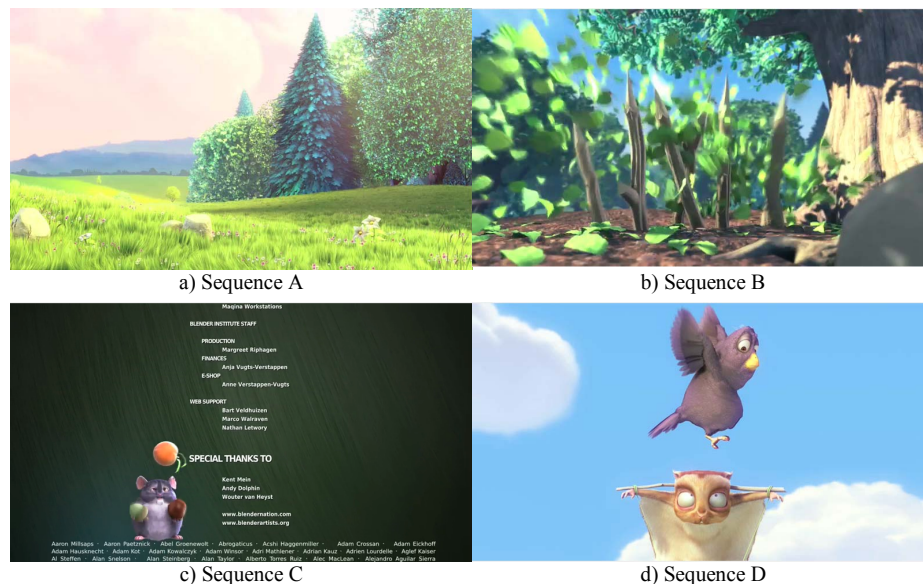 a) Sequence A
b) Sequence B
Magina Workstations
BLENDER INSTITUTE STAFF
PRODUCTION
Margreet Riphagen
FINANCES
Anja Vugts-Verstappen
E-SHOP
Anne Verstappen-Vugts
WEB SUPPORT
Bart Veldhuizen
Marco Walraven
Nathan Letwory
SPECIAL THANKS TO
Kent Mein
Andy Dolphin
Wouter van Heyst
www.blendernation.com
www.blenderartists.org
Aaron Millsaps · Aaron Paetznick · Abel Groenewolt · Abrogaticus · Acshi Haggenmiller · Adam Crossan · Adam Eickhoff
Adam Hausknecht · Adam Kot · Adam Kowalczyk · Adam Winsor · Adri Mathlener · Adrian Kauz · Adrien Lourdelle · Aglef Kaiser
Al Steffen · Alan Snelson · Alan Steinberg · Alan Taylor · Alberto Torres Ruiz · Alec MacLean · Alejandro Aguilar Sierra
c) Sequence C
d) Sequence D